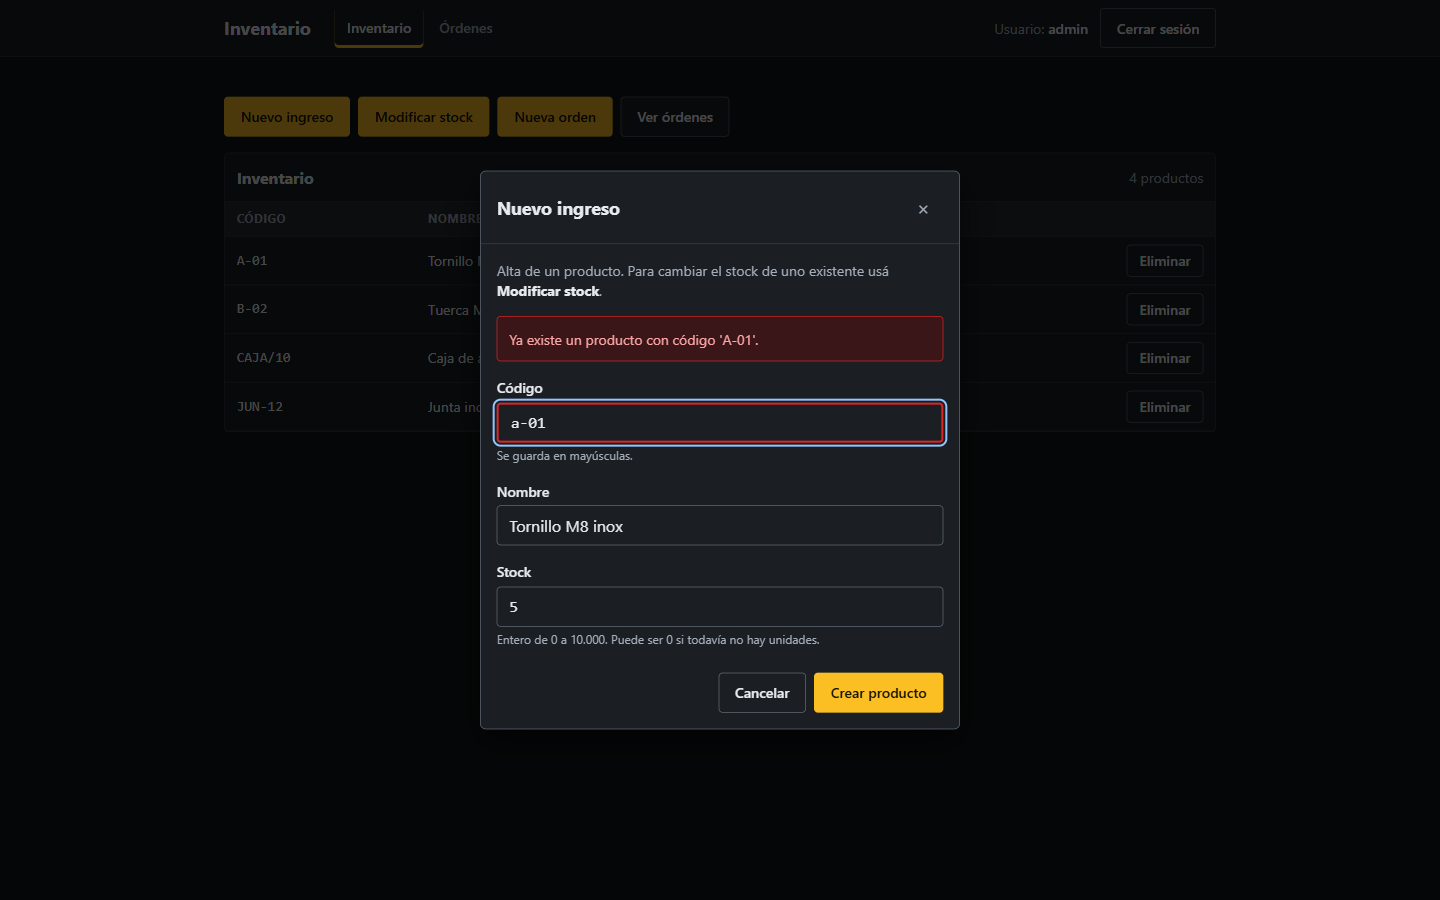 Inventario Inventario Órdenes Usuario: admin Cerrar sesión
Nuevo ingreso Modificar stock Nueva orden Ver órdenes
Inventario 4 productos
CÓDIGO NOMBRE
A-01 Tornillo Eliminar
B-02 Tuerca Eliminar
CAJA/10 Caja de Eliminar
JUN-12 Junta Eliminar
Nuevo ingreso ×
Alta de un producto. Para cambiar el stock de uno existente usá
Modificar stock.
Ya existe un producto con código 'A-01'.
Código
a-01
Se guarda en mayúsculas.
Nombre
Tornillo M8 inox
Stock
5
Entero de 0 a 10.000. Puede ser 0 si todavía no hay unidades.
Cancelar Crear producto